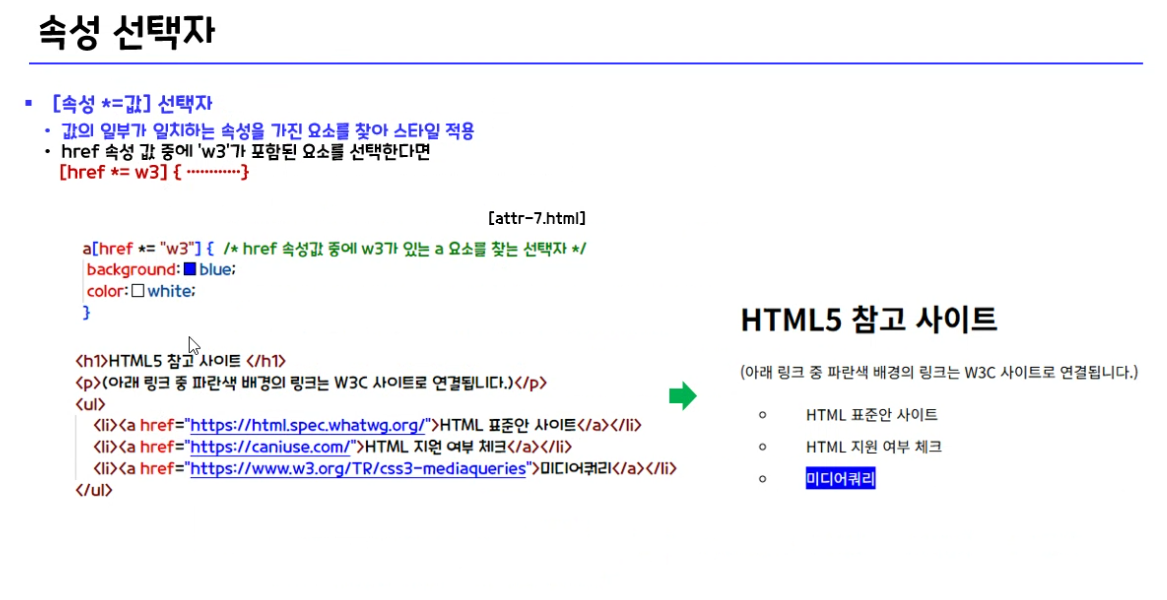 속성 선택자
▪ [속성 *=값] 선택자
• 값의 일부가 일치하는 속성을 가진 요소를 찾아 스타일 적용
• href 속성 값 중에 'w3'가 포함된 요소를 선택한다면
[href *= w3] { ············}
[attr-7.html]
a[href *= "w3"] { /* href 속성값 중에 w3가 있는 a 요소를 찾는 선택자 */
background: blue;
color: white;
}
<h1>HTML5 참고 사이트 </h1>
<p>(아래 링크 중 파란색 배경의 링크는 W3C 사이트로 연결됩니다.)</p>
<ul>
<li><a href="https://html.spec.whatwg.org/">HTML 표준안 사이트</a></li>
<li><a href="https://caniuse.com/">HTML 지원 여부 체크</a></li>
<li><a href="https://www.w3.org/TR/css3-mediaqueries">미디어쿼리</a></li>
</ul>
HTML5 참고 사이트
(아래 링크 중 파란색 배경의 링크는 W3C 사이트로 연결됩니다.)
○ HTML 표준안 사이트
○ HTML 지원 여부 체크
○ 미디어쿼리